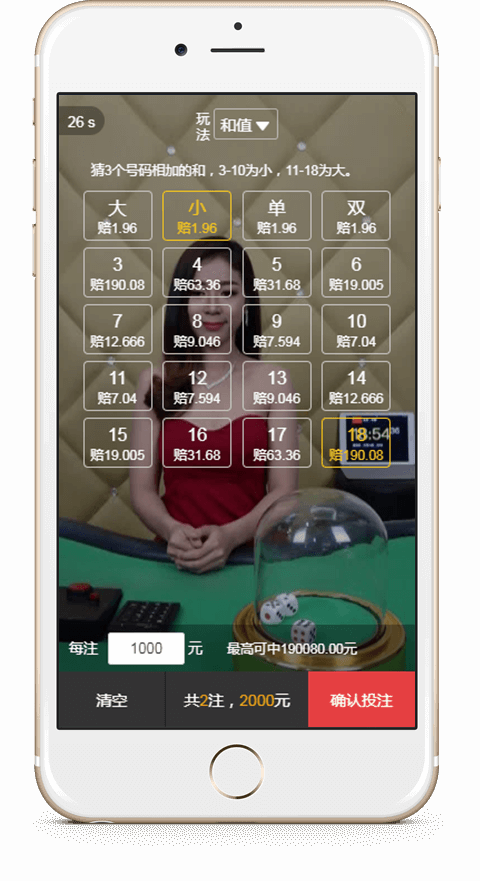 26 s
玩法
和值
猜3个号码相加的和，3-10为小，11-18为大。
大 小 单 双
赔1.96 赔1.96 赔1.96 赔1.96
3 4 5 6
赔190.08 赔63.36 赔31.68 赔19.005
7 8 9 10
赔12.666 赔9.046 赔7.594 赔7.04
11 12 13 14
赔7.04 赔7.594 赔9.046 赔12.666
15 16 17 18
赔19.005 赔31.68 赔63.36 赔190.08
每注 1000 元 最高可中190080.00元
清空 共2注，2000元 确认投注